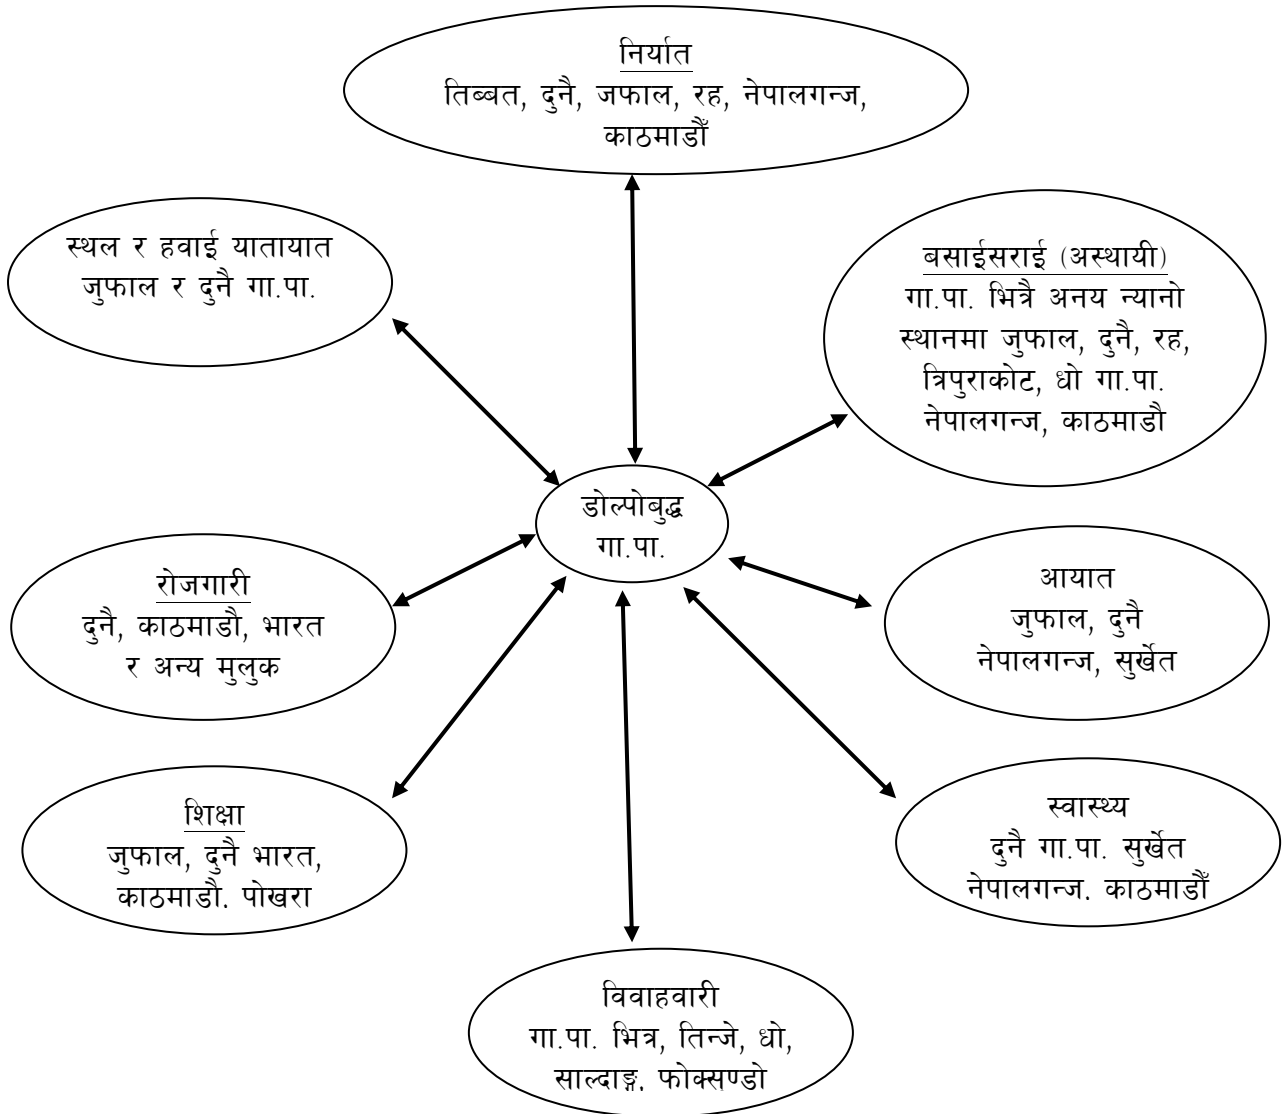 निर्यात
तिब्बत, दुनै, जफाल, रह, नेपालगन्ज,
काठमाडौँ
स्थल र हवाई यातायात
जुफाल र दुनै गा.पा.
बसाईसराई (अस्थायी)
गा.पा. भित्रै अनय न्यानो
स्थानमा जुफाल, दुनै, रह,
त्रिपुराकोट, धो गा.पा.
नेपालगन्ज, काठमाडौ
डोल्पोबुद्ध
गा.पा.
रोजगारी
दुनै, काठमाडौ, भारत
र अन्य मुलुक
आयात
जुफाल, दुनै
नेपालगन्ज, सुर्खेत
शिक्षा
जुफाल, दुनै भारत,
काठमाडौ. पोखरा
स्वास्थ्य
दुनै गा.पा. सुर्खेत
नेपालगन्ज. काठमाडौँ
विवाहवारी
गा.पा. भित्र, तिन्जे, धो,
साल्दाङ्ग. फोक्सण्डो